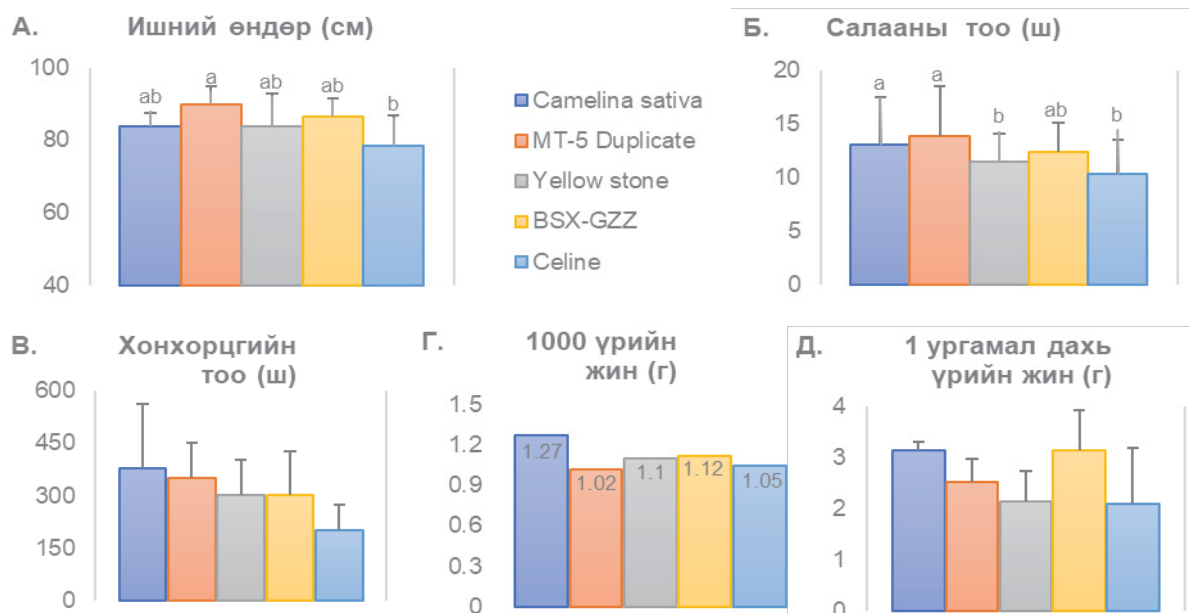 А. Ишний өндөр (см)
100
80
60
40
ab
a
ab
ab
b
Camelina sativa
MT-5 Duplicate
Yellow stone
BSX-GZZ
Celine
Б. Салааны тоо (ш)
20
15
10
5
0
a
a
b
ab
b
В. Хонхорцгийн
тоо (ш)
600
450
300
150
0
Г. 1000 үрийн
жин (г)
1.5
1.2
0.9
0.6
0.3
0
1.27
1.02
1.1
1.12
1.05
Д. 1 ургамал дахь
үрийн жин (г)
4
3
2
1
0